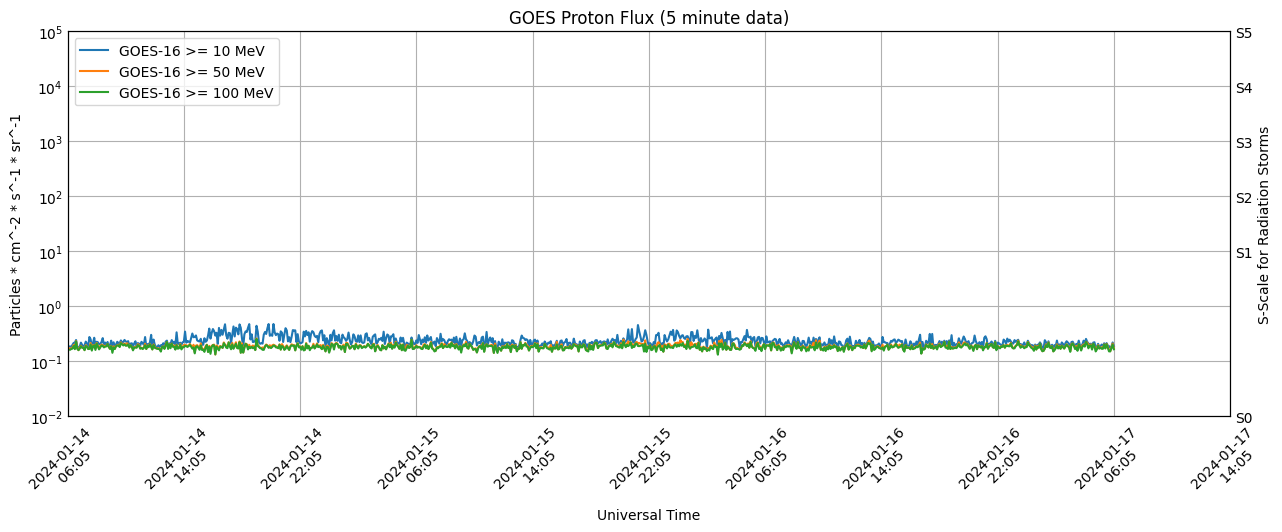 GOES Proton Flux (5 minute data)
GOES-16 >= 10 MeV
GOES-16 >= 50 MeV
GOES-16 >= 100 MeV
Particles * cm^-2 * s^-1 * sr^-1
10^5
10^4
10^3
10^2
10^1
10^0
10^-1
10^-2
S5
S4
S3
S2
S1
S0
S-Scale for Radiation Storms
2024-01-14
06:05
2024-01-14
14:05
2024-01-14
22:05
2024-01-15
06:05
2024-01-15
14:05
2024-01-15
22:05
2024-01-16
06:05
2024-01-16
14:05
2024-01-16
22:05
2024-01-17
06:05
2024-01-17
14:05
Universal Time